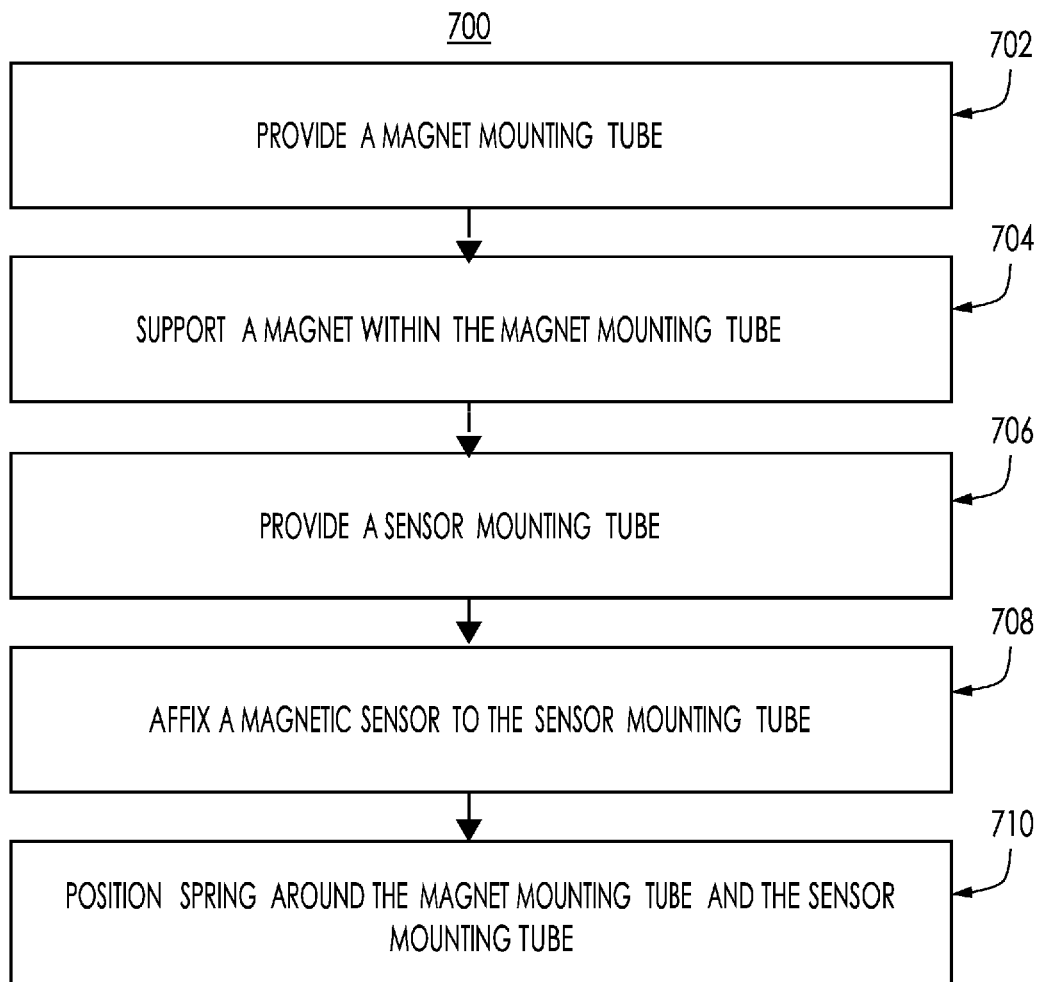 700
702
PROVIDE A MAGNET MOUNTING TUBE
704
SUPPORT A MAGNET WITHIN THE MAGNET MOUNTING TUBE
706
PROVIDE A SENSOR MOUNTING TUBE
708
AFFIX A MAGNETIC SENSOR TO THE SENSOR MOUNTING TUBE
710
POSITION SPRING AROUND THE MAGNET MOUNTING TUBE AND THE SENSOR
MOUNTING TUBE